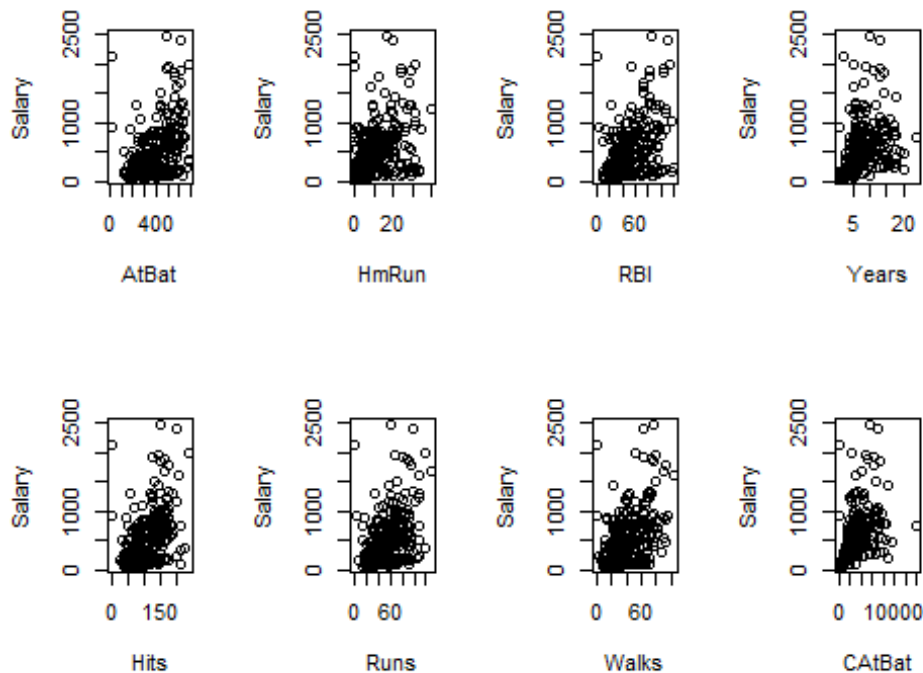 2500
1000
0
Salary
0 400
AtBat
2500
1000
0
Salary
0 20
HmRun
2500
1000
0
Salary
0 60
RBI
2500
1000
0
Salary
5 20
Years
2500
1000
0
Salary
0 150
Hits
2500
1000
0
Salary
0 60
Runs
2500
1000
0
Salary
0 60
Walks
2500
1000
0
Salary
0 10000
CAtBat